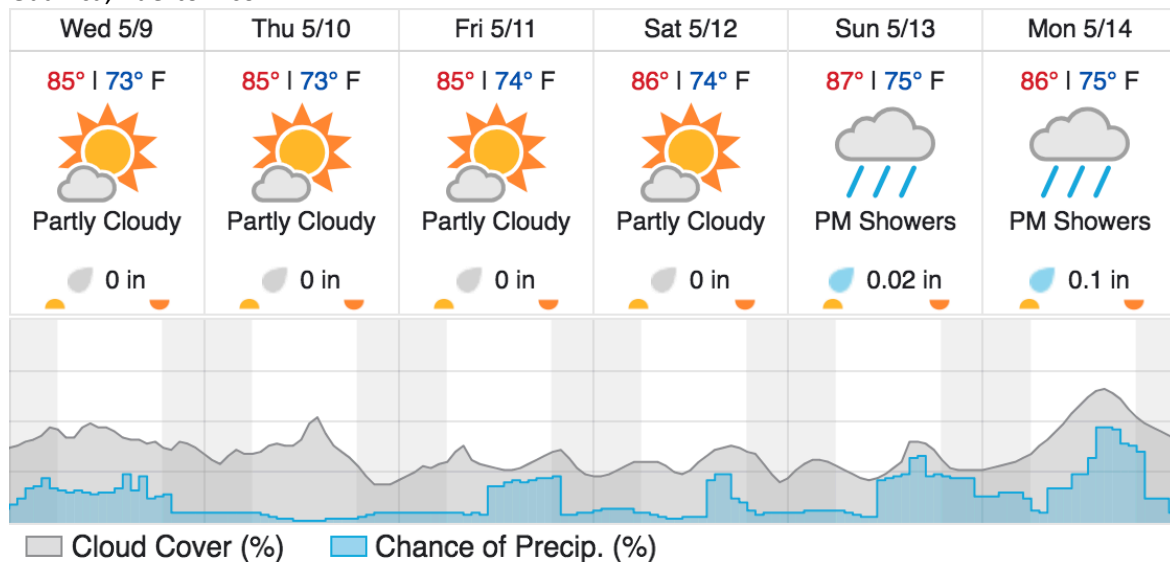 Wed 5/9 Thu 5/10 Fri 5/11 Sat 5/12 Sun 5/13 Mon 5/14
85° | 73° F 85° | 73° F 85° | 74° F 86° | 74° F 87° | 75° F 86° | 75° F
Partly Cloudy Partly Cloudy Partly Cloudy Partly Cloudy PM Showers PM Showers
0 in 0 in 0 in 0 in 0.02 in 0.1 in
Cloud Cover (%) Chance of Precip. (%)